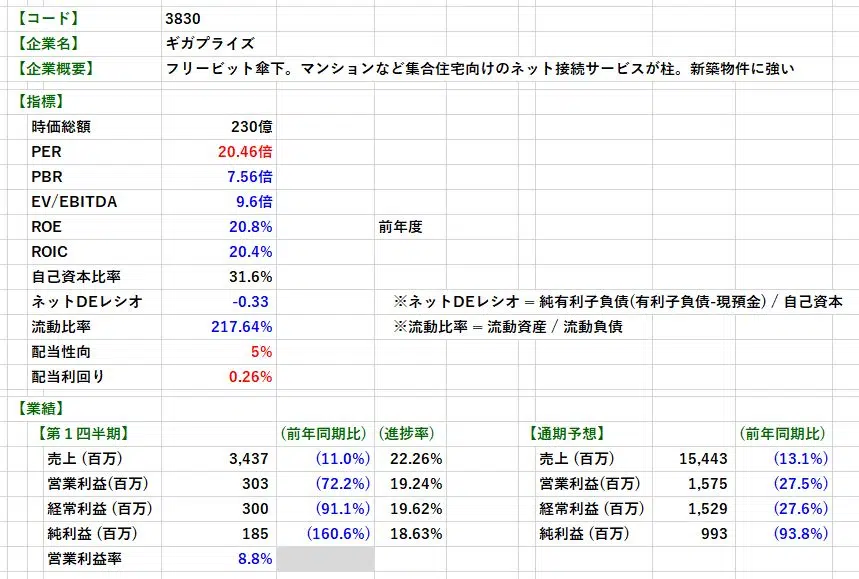 【コード】 3830
【企業名】 ギガプライズ
【企業概要】 フリービット傘下。マンションなど集合住宅向けのネット接続サービスが柱。新築物件に強い
【指標】
時価総額 230億
PER 20.46倍
PBR 7.56倍
EV/EBITDA 9.6倍
ROE 20.8% 前年度
ROIC 20.4%
自己資本比率 31.6%
ネットDEレシオ -0.33 ※ネットDEレシオ = 純有利子負債(有利子負債-現預金) / 自己資本
流動比率 217.64% ※流動比率 = 流動資産 / 流動負債
配当性向 5%
配当利回り 0.26%
【業績】
【第１四半期】 (前年同期比) (進捗率) 【通期予想】 (前年同期比)
売上 (百万) 3,437 (11.0%) 22.26% 売上 (百万) 15,443 (13.1%)
営業利益(百万) 303 (72.2%) 19.24% 営業利益(百万) 1,575 (27.5%)
経常利益 (百万) 300 (91.1%) 19.62% 経常利益 (百万) 1,529 (27.6%)
純利益 (百万) 185 (160.6%) 18.63% 純利益 (百万) 993 (93.8%)
営業利益率 8.8%